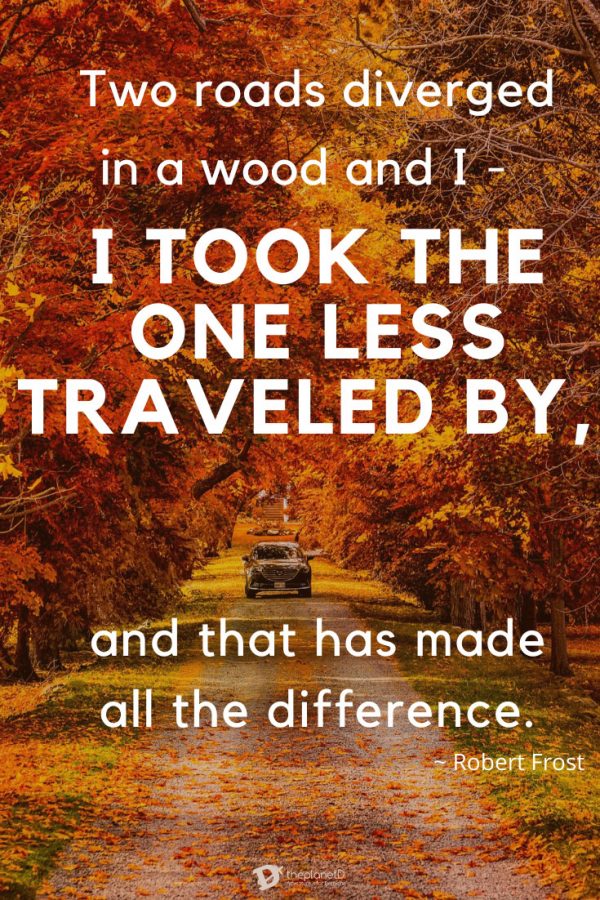 Two roads diverged
in a wood and I -
I TOOK THE
ONE LESS
TRAVELED BY,
and that has made
all the difference.
~ Robert Frost
theplanetD